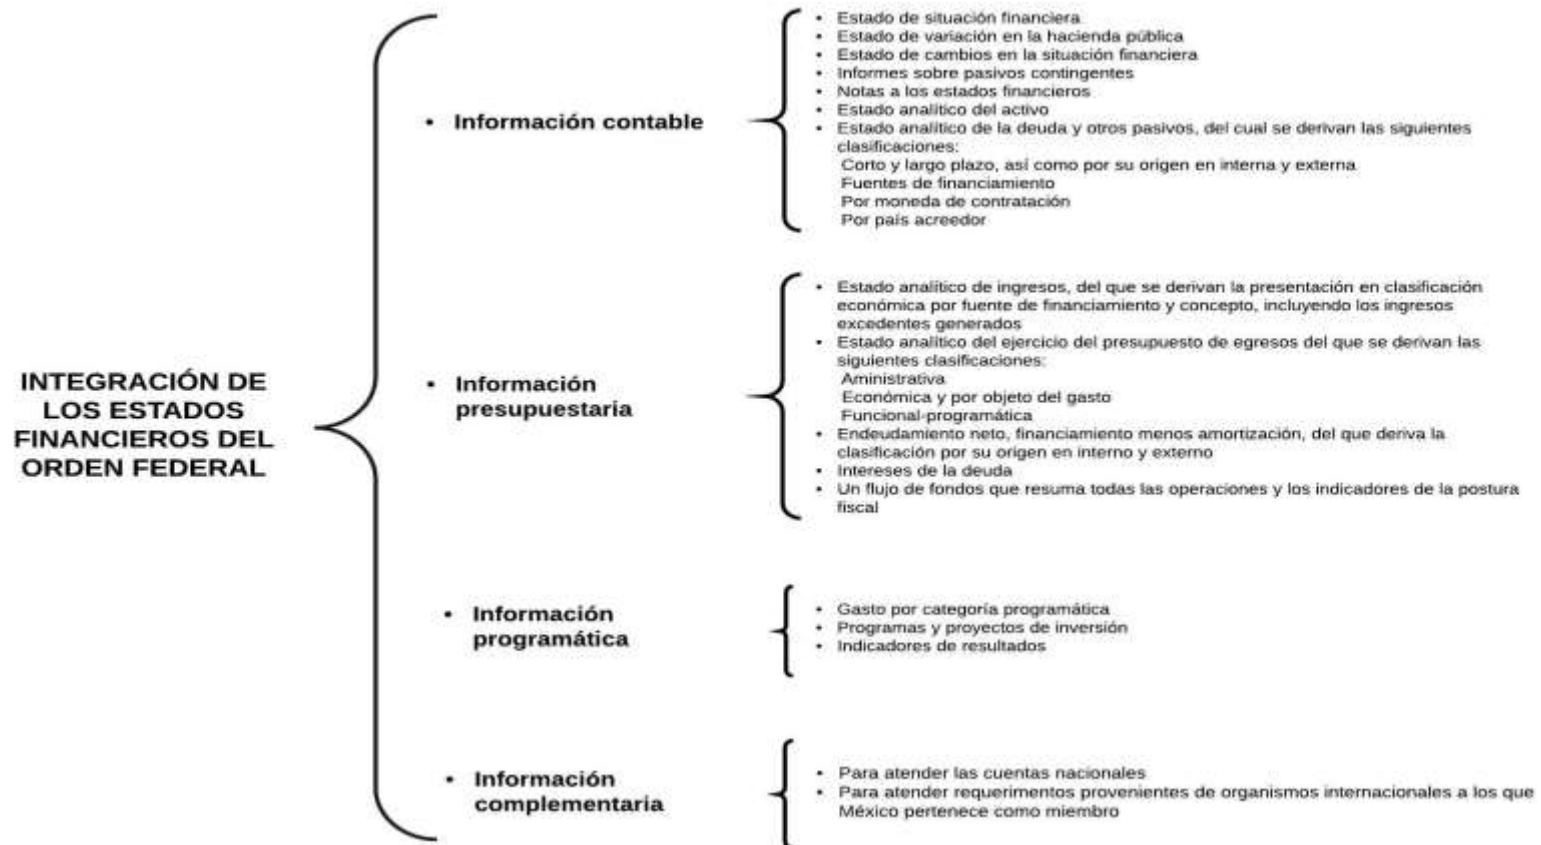 INTEGRACIÓN DE
LOS ESTADOS
FINANCIEROS DEL
ORDEN FEDERAL
• Información contable
• Estado de situación financiera
• Estado de variación en la hacienda pública
• Estado de cambios en la situación financiera
• Informes sobre pasivos contingentes
• Notas a los estados financieros
• Estado analítico del activo
• Estado analítico de la deuda y otros pasivos, del cual se derivan las siguientes
clasificaciones:
Corto y largo plazo, así como por su origen en interna y externa
Fuentes de financiamiento
Por moneda de contratación
Por país acreedor
• Información
presupuestaria
• Estado analítico de ingresos, del que se derivan la presentación en clasificación
económica por fuente de financiamiento y concepto, incluyendo los ingresos
excedentes generados
• Estado analítico del ejercicio del presupuesto de egresos del que se derivan las
siguientes clasificaciones:
Aministrativa
Económica y por objeto del gasto
Funcional-programática
• Endeudamiento neto, financiamiento menos amortización, del que deriva la
clasificación por su origen en interno y externo
• Intereses de la deuda
• Un flujo de fondos que resuma todas las operaciones y los indicadores de la postura
fiscal
• Información
programática
• Gasto por categoría programática
• Programas y proyectos de inversión
• Indicadores de resultados
• Información
complementaria
• Para atender las cuentas nacionales
• Para atender requerimentos provenientes de organismos internacionales a los que
México pertenece como miembro